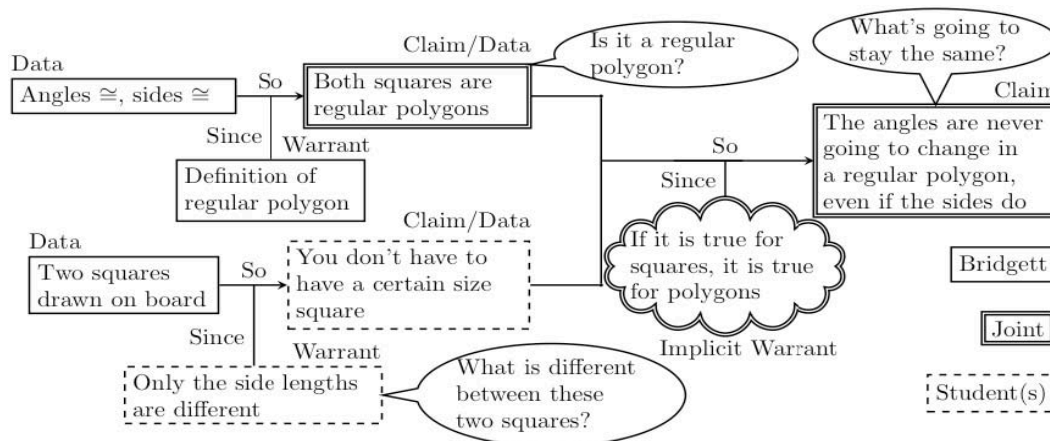 What's going to
stay the same?
Claim/Data
Is it a regular
polygon?
Data
So
Angles ≅, sides ≅
Both squares are
regular polygons
Claim
Since
Warrant
Definition of
regular polygon
So
Since
The angles are never
going to change in
a regular polygon,
even if the sides do
Claim/Data
Data
Two squares
drawn on board
So
You don't have to
have a certain size
square
If it is true for
squares, it is true
for polygons
Implicit Warrant
Bridgett
Since
Warrant
Only the side lengths
are different
What is different
between these
two squares?
Joint
Student(s)